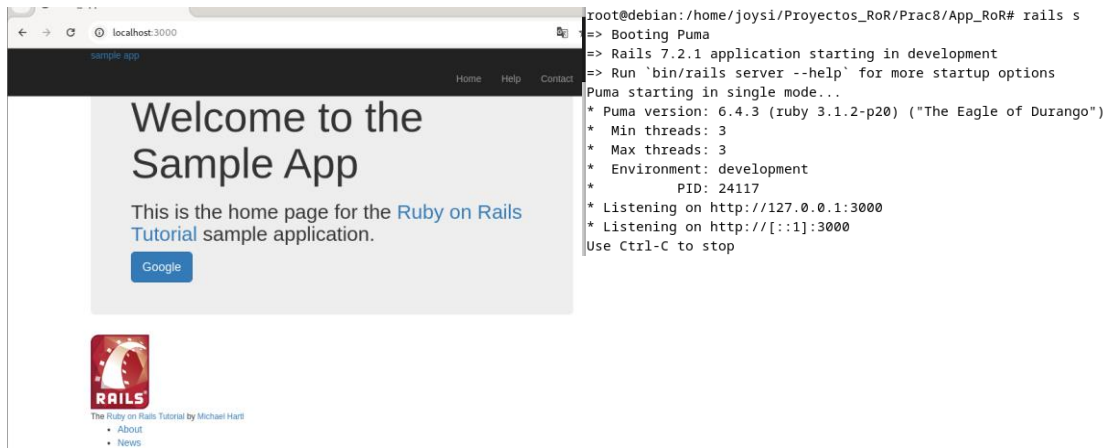 localhost:3000
sample app
Home Help Contact
Welcome to the
Sample App
This is the home page for the Ruby on Rails
Tutorial sample application.
Google
RAILS
The Ruby on Rails Tutorial by Michael Hartl
• About
• News
root@debian:/home/joysi/Proyectos_RoR/Prac8/App_RoR# rails s
=> Booting Puma
=> Rails 7.2.1 application starting in development
=> Run `bin/rails server --help` for more startup options
Puma starting in single mode...
* Puma version: 6.4.3 (ruby 3.1.2-p20) ("The Eagle of Durango")
*  Min threads: 3
*  Max threads: 3
*  Environment: development
*          PID: 24117
* Listening on http://127.0.0.1:3000
* Listening on http://[::1]:3000
Use Ctrl-C to stop